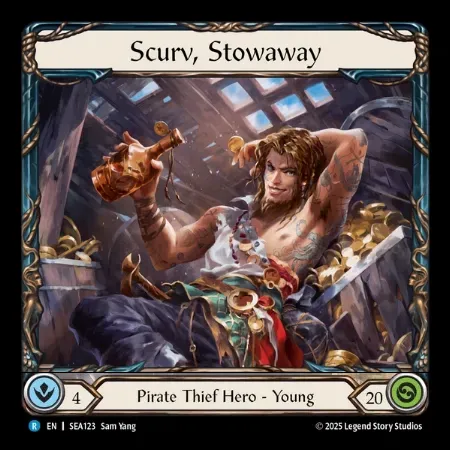 Scurv, Stowaway
4
Pirate Thief Hero - Young
20
R EN | SEA123 Sam Yang
© 2025 Legend Story Studios